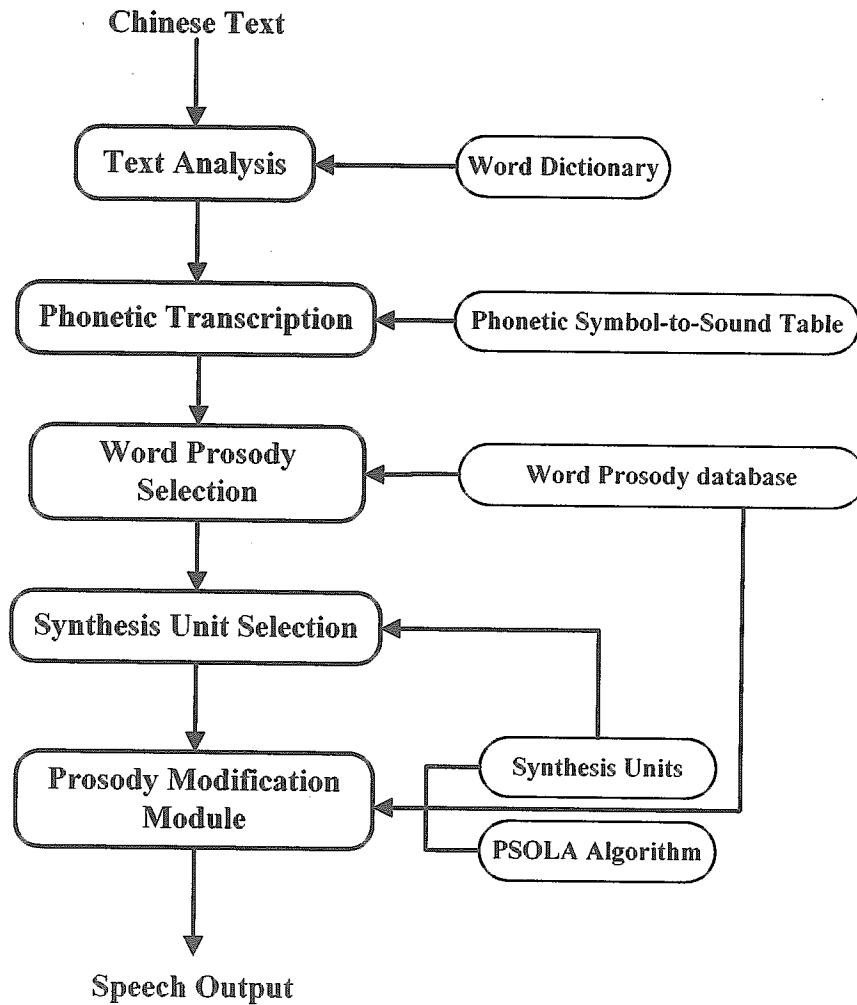 Chinese Text
Text Analysis
Word Dictionary
Phonetic Transcription
Phonetic Symbol-to-Sound Table
Word Prosody
Selection
Word Prosody database
Synthesis Unit Selection
Prosody Modification
Module
Synthesis Units
PSOLA Algorithm
Speech Output